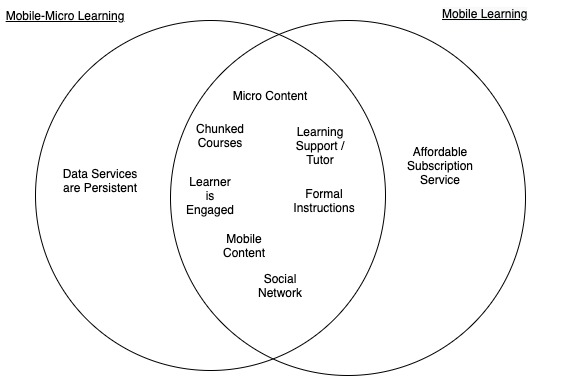 Mobile-Micro Learning
Mobile Learning
Micro Content
Chunked
Courses
Learning
Support /
Tutor
Data Services
are Persistent
Affordable
Subscription
Service
Learner
is
Engaged
Formal
Instructions
Mobile
Content
Social
Network